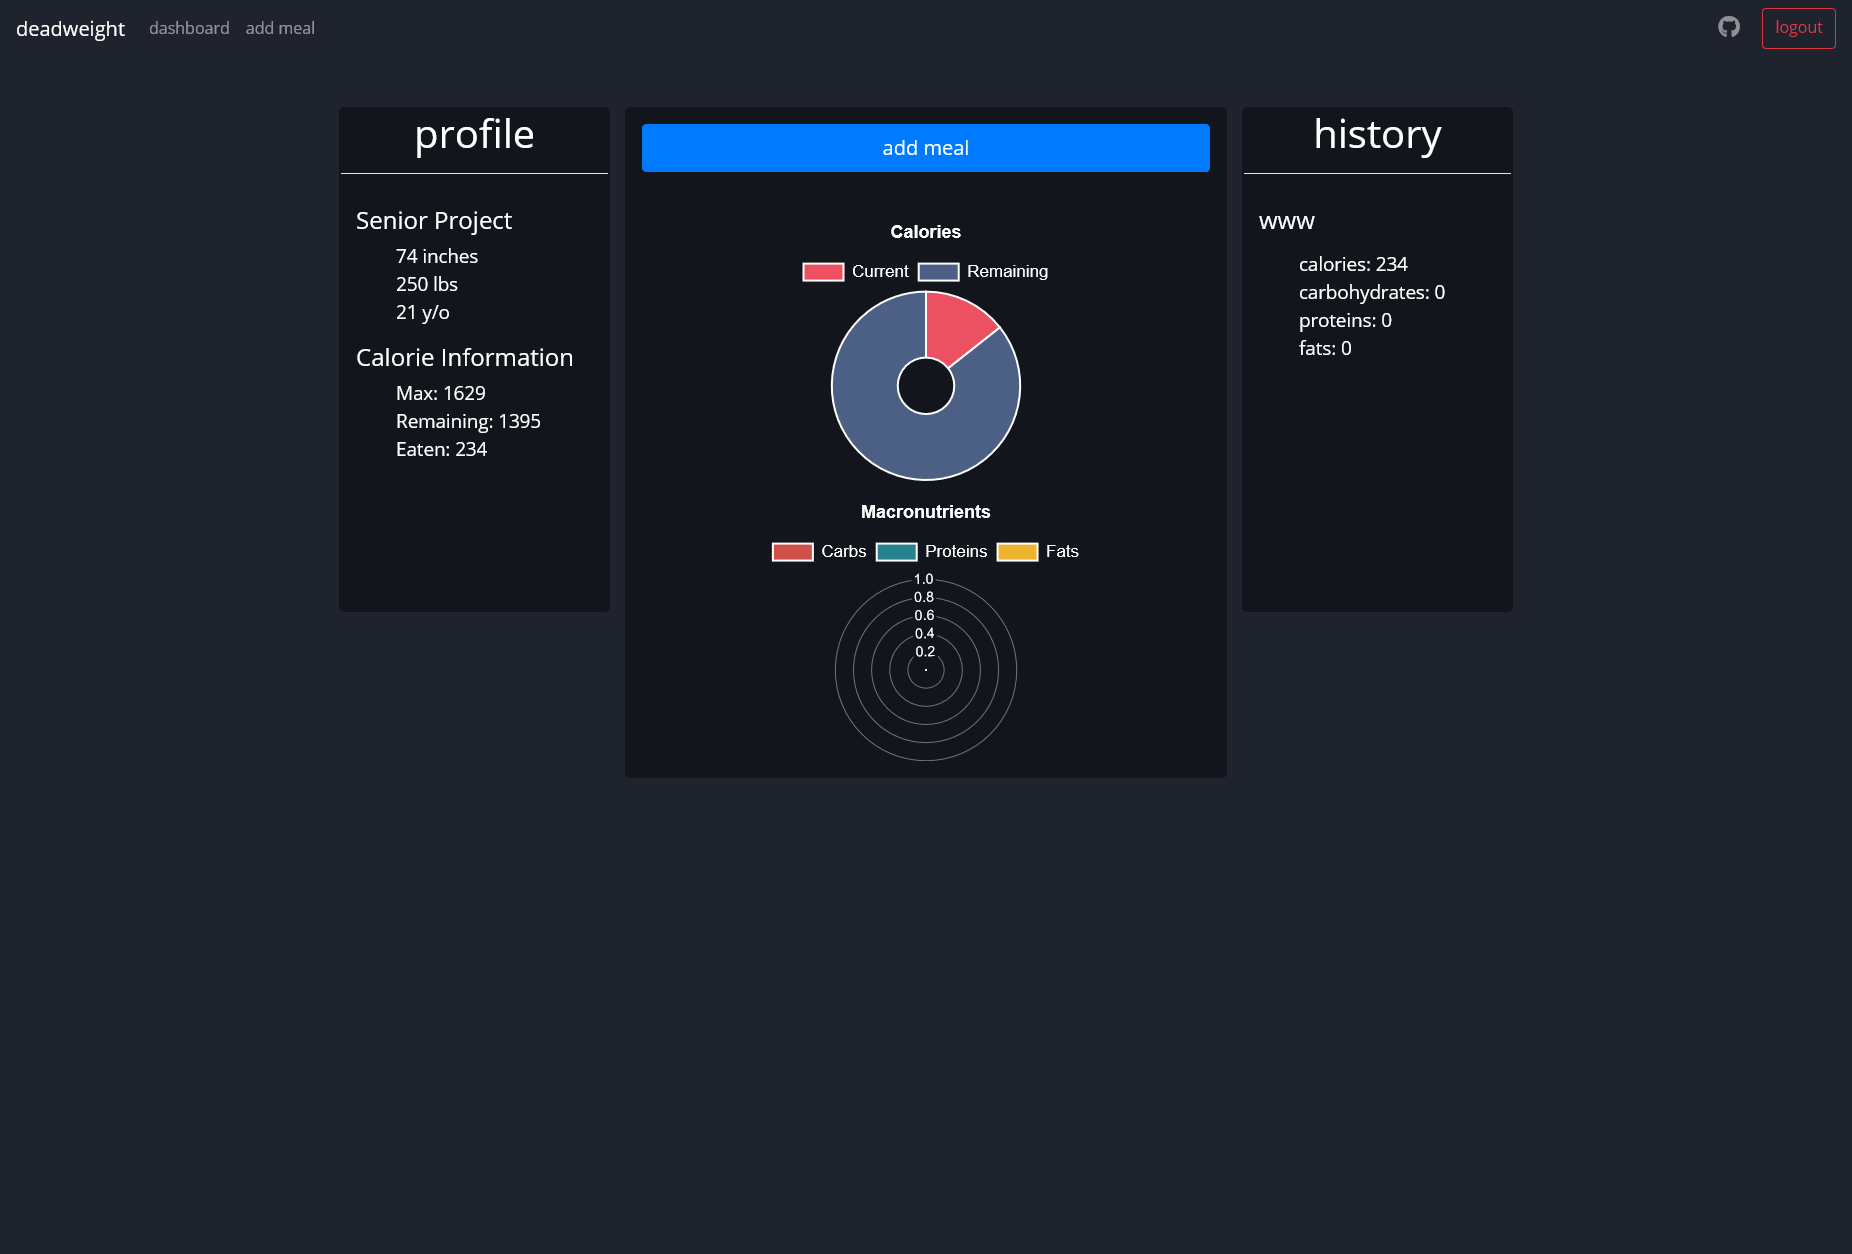 deadweight dashboard add meal logout
profile
Senior Project
74 inches
250 lbs
21 y/o
Calorie Information
Max: 1629
Remaining: 1395
Eaten: 234
add meal
Calories
Current Remaining
Macronutrients
Carbs Proteins Fats
1.0
0.8
0.6
0.4
0.2
history
www
calories: 234
carbohydrates: 0
proteins: 0
fats: 0